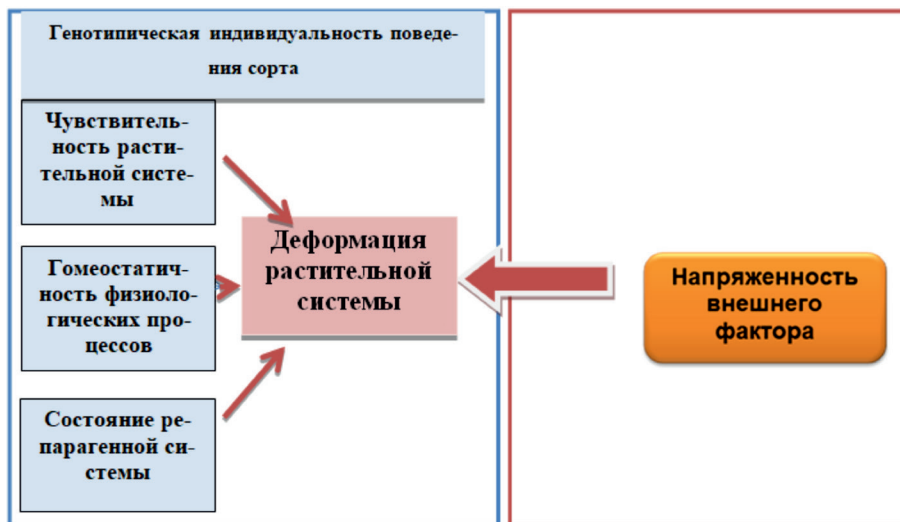 Генотипическая индивидуальность поведе-
ния сорта
Чувствитель-
ность расти-
тельной систе-
мы
Гомеостатич-
ность физиоло-
гических про-
цессов
Состояние ре-
парагенной си-
стемы
Деформация
растительной
системы
Напряженность
внешнего
фактора